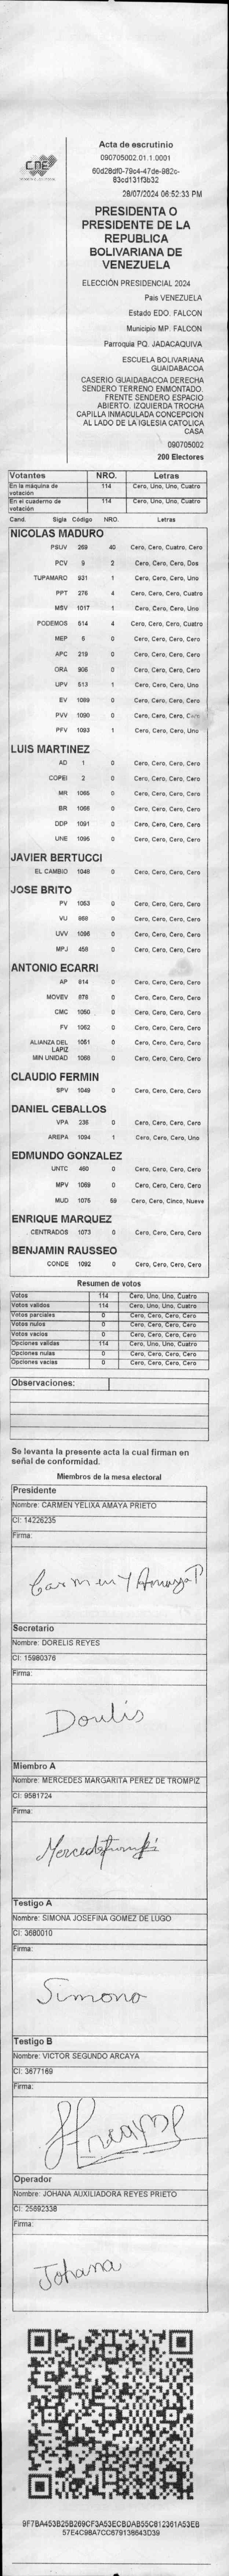 CNE
Acta de escrutinio
090705002.01.1.0001
60d28df0-79c4-47de-982c-
83cd131f3b32
28/07/2024 06:52:33 PM
PRESIDENTA O
PRESIDENTE DE LA
REPUBLICA
BOLIVARIANA DE
VENEZUELA
ELECCIÓN PRESIDENCIAL 2024
Pais VENEZUELA
Estado EDO. FALCON
Municipio MP. FALCON
Parroquia PQ. JADACAQUIVA
ESCUELA BOLIVARIANA
GUAIDABACOA
CASERIO GUAIDABACOA DERECHA
SENDERO TERRENO ENMONTADO.
FRENTE SENDERO ESPACIO
ABIERTO. IZQUIERDA TROCHA
CAPILLA INMACULADA CONCEPCION
AL LADO DE LA IGLESIA CATOLICA
CASA
090705002
200 Electores
Votantes NRO. Letras
En la máquina de votación 114 Cero, Uno, Uno, Cuatro
En el cuaderno de votación 114 Cero, Uno, Uno, Cuatro
Cand. Sigla Código NRO. Letras
NICOLAS MADURO
PSUV 269 40 Cero, Cero, Cuatro, Cero
PCV 9 2 Cero, Cero, Cero, Dos
TUPAMARO 931 1 Cero, Cero, Cero, Uno
PPT 276 4 Cero, Cero, Cero, Cuatro
MSV 1017 1 Cero, Cero, Cero, Uno
PODEMOS 514 4 Cero, Cero, Cero, Cuatro
MEP 6 0 Cero, Cero, Cero, Cero
APC 219 0 Cero, Cero, Cero, Cero
ORA 906 0 Cero, Cero, Cero, Cero
UPV 513 1 Cero, Cero, Cero, Uno
EV 1089 0 Cero, Cero, Cero, Cero
PVV 1090 0 Cero, Cero, Cero, Cero
PFV 1093 1 Cero, Cero, Cero, Uno
LUIS MARTINEZ
AD 1 0 Cero, Cero, Cero, Cero
COPEI 2 0 Cero, Cero, Cero, Cero
MR 1065 0 Cero, Cero, Cero, Cero
BR 1066 0 Cero, Cero, Cero, Cero
DDP 1091 0 Cero, Cero, Cero, Cero
UNE 1095 0 Cero, Cero, Cero, Cero
JAVIER BERTUCCI
EL CAMBIO 1046 0 Cero, Cero, Cero, Cero
JOSE BRITO
PV 1053 0 Cero, Cero, Cero, Cero
VU 888 0 Cero, Cero, Cero, Cero
UVV 1096 0 Cero, Cero, Cero, Cero
MPJ 456 0 Cero, Cero, Cero, Cero
ANTONIO ECARRI
AP 814 0 Cero, Cero, Cero, Cero
MOVEV 878 0 Cero, Cero, Cero, Cero
CMC 1050 0 Cero, Cero, Cero, Cero
FV 1062 0 Cero, Cero, Cero, Cero
ALIANZA DEL LAPIZ 1051 0 Cero, Cero, Cero, Cero
MIN UNIDAD 1068 0 Cero, Cero, Cero, Cero
CLAUDIO FERMIN
SPV 1049 0 Cero, Cero, Cero, Cero
DANIEL CEBALLOS
VPA 236 0 Cero, Cero, Cero, Cero
AREPA 1094 1 Cero, Cero, Cero, Uno
EDMUNDO GONZALEZ
UNTC 460 0 Cero, Cero, Cero, Cero
MPV 1069 0 Cero, Cero, Cero, Cero
MUD 1075 59 Cero, Cero, Cinco, Nueve
ENRIQUE MARQUEZ
CENTRADOS 1073 0 Cero, Cero, Cero, Cero
BENJAMIN RAUSSEO
CONDE 1092 0 Cero, Cero, Cero, Cero
Resumen de votos
Votos 114 Cero, Uno, Uno, Cuatro
Votos validos 114 Cero, Uno, Uno, Cuatro
Votos parciales 0 Cero, Cero, Cero, Cero
Votos nulos 0 Cero, Cero, Cero, Cero
Votos vacios 0 Cero, Cero, Cero, Cero
Opciones validas 114 Cero, Uno, Uno, Cuatro
Opciones nulas 0 Cero, Cero, Cero, Cero
Opciones vacias 0 Cero, Cero, Cero, Cero
Observaciones:
Se levanta la presente acta la cual firman en
señal de conformidad.
Miembros de la mesa electoral
Presidente
Nombre: CARMEN YELIXA AMAYA PRIETO
CI: 14226235
Firma:
Carmen Y Amaya P
Secretario
Nombre: DORELIS REYES
CI: 15980376
Firma:
Dorelis
Miembro A
Nombre: MERCEDES MARGARITA PEREZ DE TROMPIZ
CI: 9581724
Firma:
Testigo A
Nombre: SIMONA JOSEFINA GOMEZ DE LUGO
CI: 3680010
Firma:
Simona
Testigo B
Nombre: VICTOR SEGUNDO ARCAYA
CI: 3677169
Firma:
Operador
Nombre: JOHANA AUXILIADORA REYES PRIETO
CI: 25692338
Firma:
Johana
9F7BA453B25B269CF3A53ECBDAB55C812361A53EB
57E4C98A7CC679138643D39